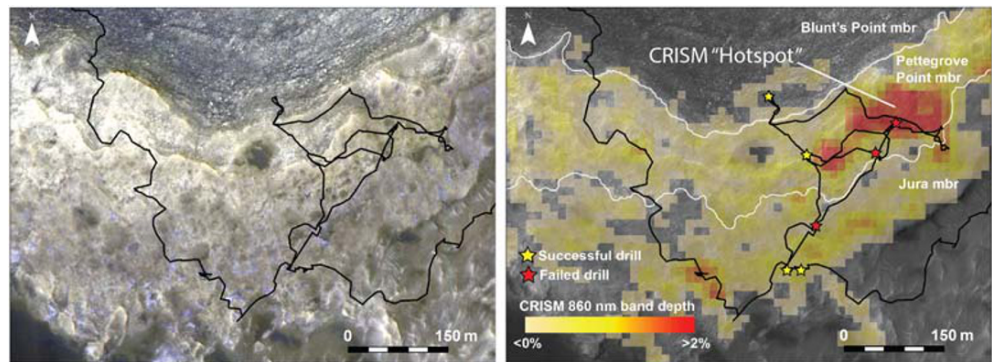 N
0 150 m
N
Blunt's Point mbr
CRISM "Hotspot"
Pettegrove
Point mbr
Jura mbr
Successful drill
Failed drill
CRISM 860 nm band depth
<0% >2%
0 150 m